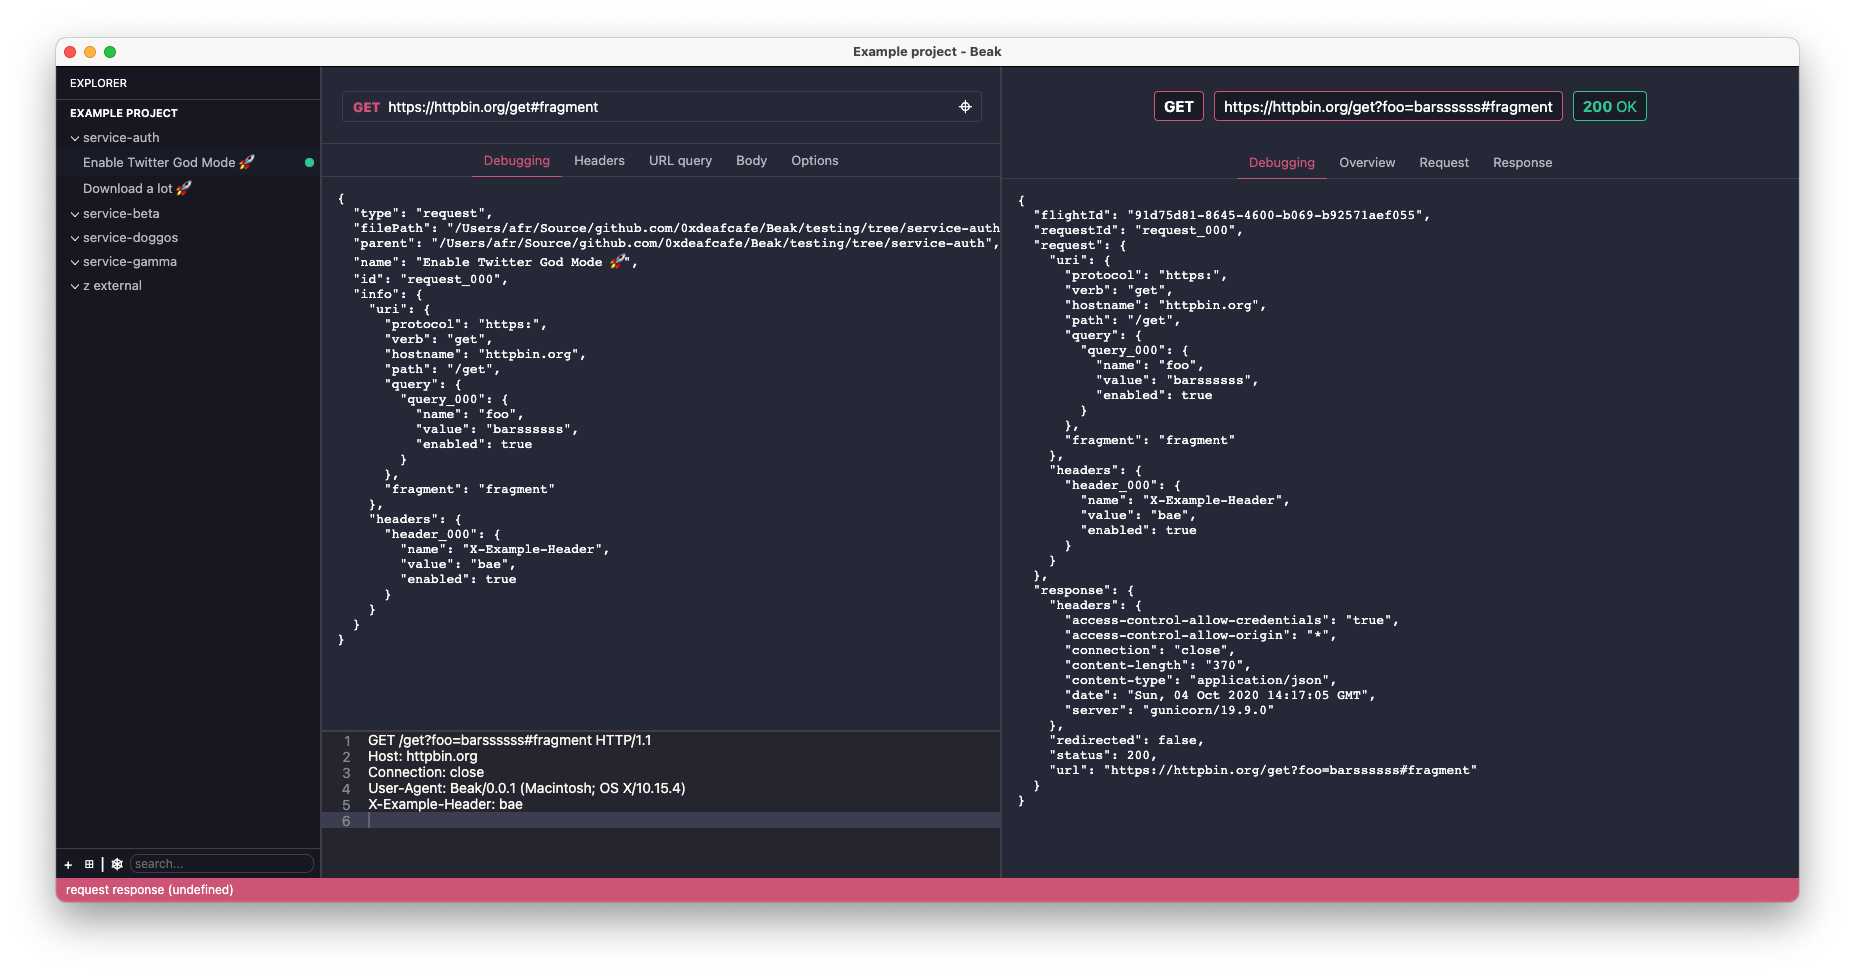 Example project - Beak
EXPLORER
EXAMPLE PROJECT
service-auth
Enable Twitter God Mode 🚀
Download a lot 🚀
service-beta
service-doggos
service-gamma
z external
search...
GET https://httpbin.org/get#fragment
Debugging Headers URL query Body Options
{
"type": "request",
"filePath": "/Users/afr/Source/github.com/0xdeafcafe/Beak/testing/tree/service-auth
"parent": "/Users/afr/Source/github.com/0xdeafcafe/Beak/testing/tree/service-auth",
"name": "Enable Twitter God Mode 🚀",
"id": "request_000",
"info": {
"uri": {
"protocol": "https:",
"verb": "get",
"hostname": "httpbin.org",
"path": "/get",
"query": {
"query_000": {
"name": "foo",
"value": "barssssss",
"enabled": true
}
},
"fragment": "fragment"
},
"headers": {
"header_000": {
"name": "X-Example-Header",
"value": "bae",
"enabled": true
}
}
}
}
1 GET /get?foo=barssssss#fragment HTTP/1.1
2 Host: httpbin.org
3 Connection: close
4 User-Agent: Beak/0.0.1 (Macintosh; OS X/10.15.4)
5 X-Example-Header: bae
6
GET https://httpbin.org/get?foo=barssssss#fragment 200 OK
Debugging Overview Request Response
{
"flightId": "91d75d81-8645-4600-b069-b92571aef055",
"requestId": "request_000",
"request": {
"uri": {
"protocol": "https:",
"verb": "get",
"hostname": "httpbin.org",
"path": "/get",
"query": {
"query_000": {
"name": "foo",
"value": "barssssss",
"enabled": true
}
},
"fragment": "fragment"
},
"headers": {
"header_000": {
"name": "X-Example-Header",
"value": "bae",
"enabled": true
}
}
},
"response": {
"headers": {
"access-control-allow-credentials": "true",
"access-control-allow-origin": "*",
"connection": "close",
"content-length": "370",
"content-type": "application/json",
"date": "Sun, 04 Oct 2020 14:17:05 GMT",
"server": "gunicorn/19.9.0"
},
"redirected": false,
"status": 200,
"url": "https://httpbin.org/get?foo=barssssss#fragment"
}
}
request response (undefined)